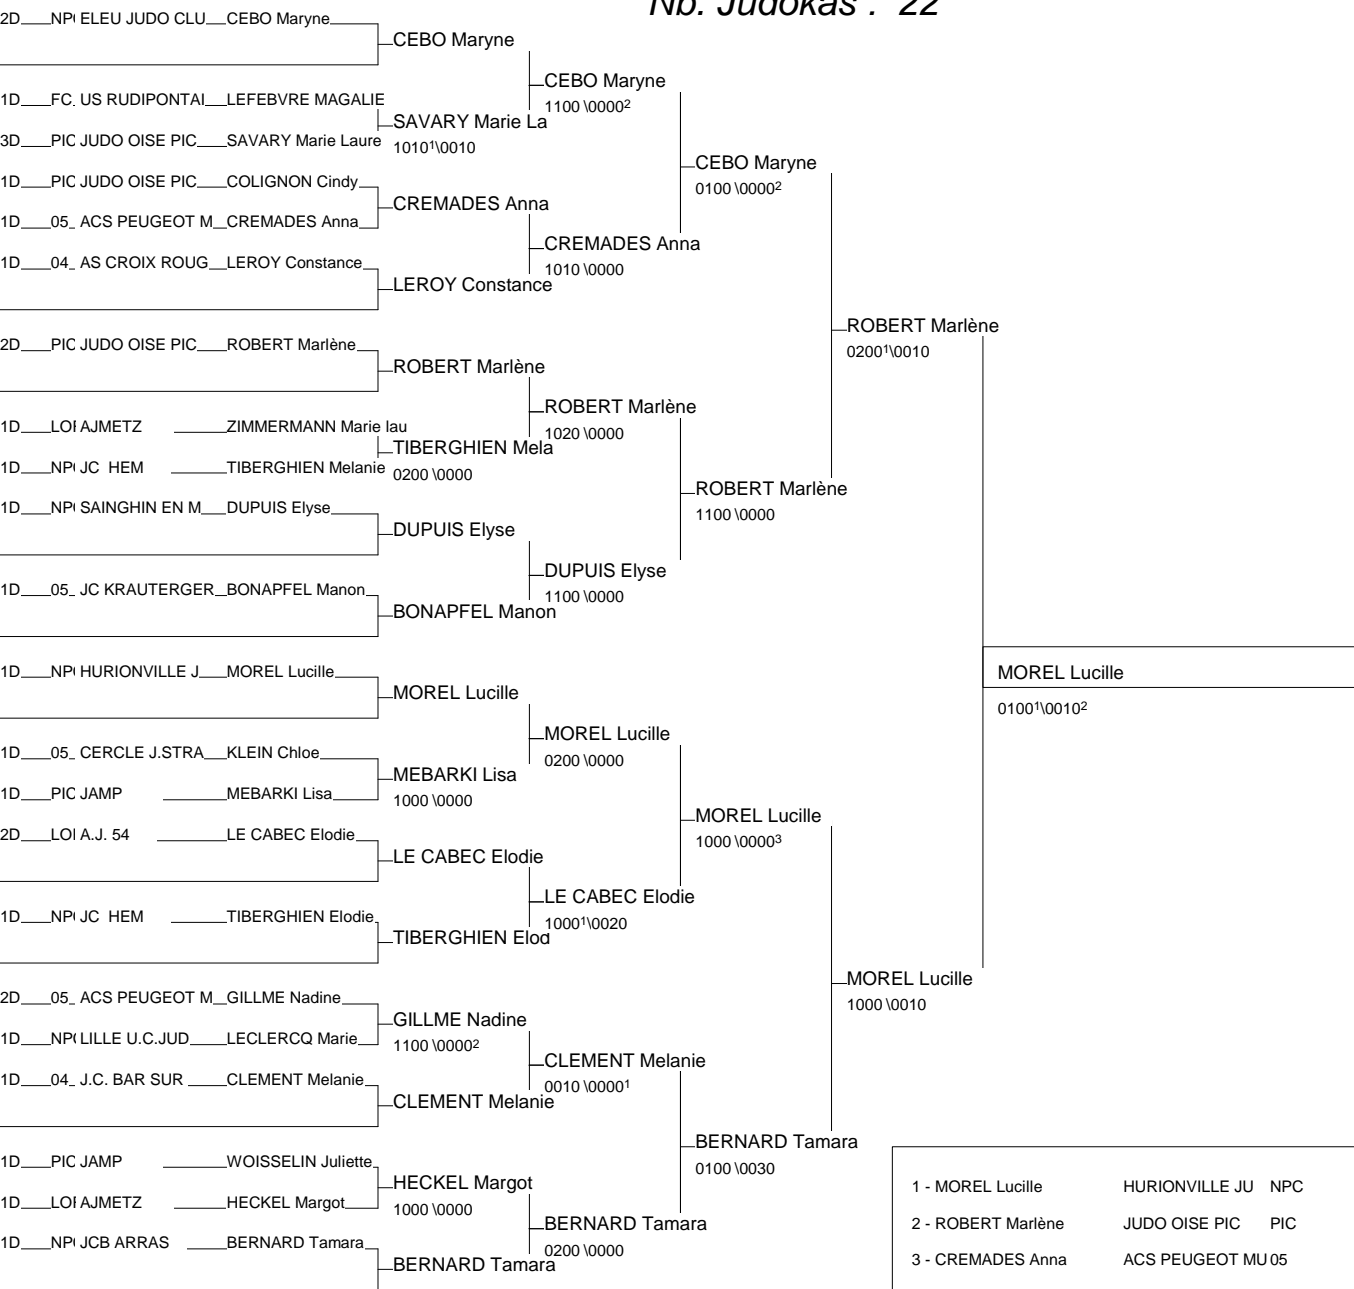 Nb. Judokas : 22
2D NP ELEU JUDO CLU CEBO Maryne
CEBO Maryne
CEBO Maryne
1100 \0000²
1D FC. US RUDIPONTAI LEFEBVRE MAGALIE
SAVARY Marie La
1010¹\0010
3D PIC JUDO OISE PIC SAVARY Marie Laure
CEBO Maryne
0100 \0000²
1D PIC JUDO OISE PIC COLIGNON Cindy
CREMADES Anna
1D 05_ ACS PEUGEOT M CREMADES Anna
CREMADES Anna
1010 \0000
1D 04_ AS CROIX ROUG LEROY Constance
LEROY Constance
ROBERT Marlène
0200¹\0010
2D PIC JUDO OISE PIC ROBERT Marlène
ROBERT Marlène
ROBERT Marlène
1020 \0000
1D LOI AJMETZ ZIMMERMANN Marie lau
TIBERGHIEN Mela
0200 \0000
1D NP JC HEM TIBERGHIEN Melanie
ROBERT Marlène
1100 \0000
1D NP SAINGHIN EN M DUPUIS Elyse
DUPUIS Elyse
DUPUIS Elyse
1100 \0000
1D 05_ JC KRAUTERGER BONAPFEL Manon
BONAPFEL Manon
MOREL Lucille
0100¹\0010²
1D NP HURIONVILLE J MOREL Lucille
MOREL Lucille
MOREL Lucille
0200 \0000
1D 05_ CERCLE J.STRA KLEIN Chloe
MEBARKI Lisa
1000 \0000
1D PIC JAMP MEBARKI Lisa
MOREL Lucille
1000 \0000³
2D LOI A.J. 54 LE CABEC Elodie
LE CABEC Elodie
LE CABEC Elodie
1000¹\0020
1D NP JC HEM TIBERGHIEN Elodie
TIBERGHIEN Elod
MOREL Lucille
1000 \0010
2D 05_ ACS PEUGEOT M GILLME Nadine
GILLME Nadine
1100 \0000²
1D NP LILLE U.C.JUD LECLERCQ Marie
CLEMENT Melanie
0010 \0000¹
1D 04_ J.C. BAR SUR CLEMENT Melanie
CLEMENT Melanie
BERNARD Tamara
0100 \0030
1D PIC JAMP WOISSELIN Juliette
HECKEL Margot
1000 \0000
1D LOI AJMETZ HECKEL Margot
BERNARD Tamara
0200 \0000
1D NP JCB ARRAS BERNARD Tamara
BERNARD Tamara
1 - MOREL Lucille HURIONVILLE JU NPC
2 - ROBERT Marlène JUDO OISE PIC PIC
3 - CREMADES Anna ACS PEUGEOT MU 05